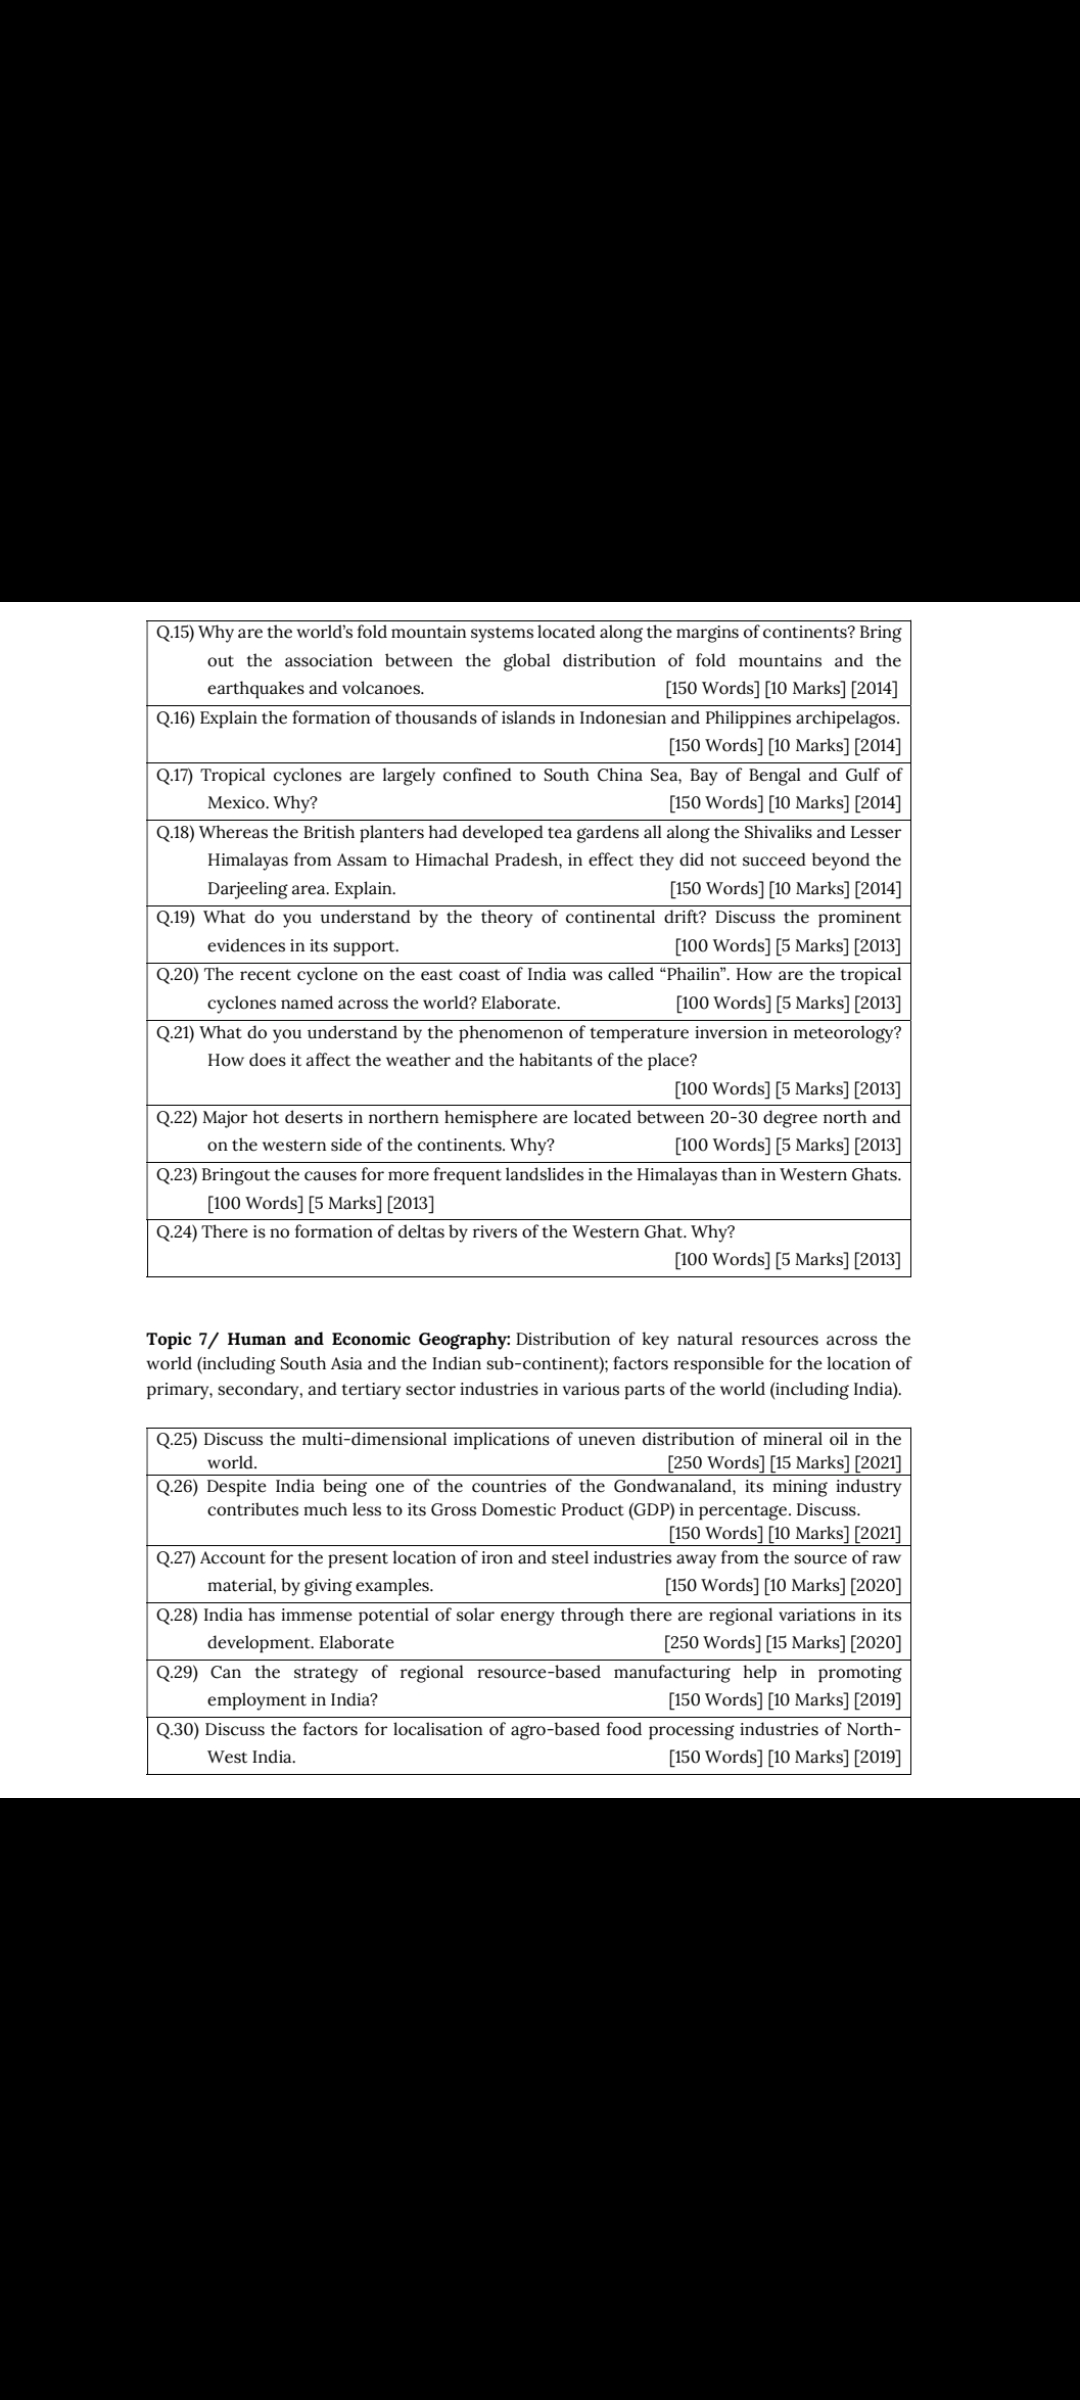 Q.15) Why are the world's fold mountain systems located along the margins of continents? Bring
out the association between the global distribution of fold mountains and the
earthquakes and volcanoes. [150 Words] [10 Marks] [2014]
Q.16) Explain the formation of thousands of islands in Indonesian and Philippines archipelagos.
[150 Words] [10 Marks] [2014]
Q.17) Tropical cyclones are largely confined to South China Sea, Bay of Bengal and Gulf of
Mexico. Why? [150 Words] [10 Marks] [2014]
Q.18) Whereas the British planters had developed tea gardens all along the Shivaliks and Lesser
Himalayas from Assam to Himachal Pradesh, in effect they did not succeed beyond the
Darjeeling area. Explain. [150 Words] [10 Marks] [2014]
Q.19) What do you understand by the theory of continental drift? Discuss the prominent
evidences in its support. [100 Words] [5 Marks] [2013]
Q.20) The recent cyclone on the east coast of India was called “Phailin”. How are the tropical
cyclones named across the world? Elaborate. [100 Words] [5 Marks] [2013]
Q.21) What do you understand by the phenomenon of temperature inversion in meteorology?
How does it affect the weather and the habitants of the place?
[100 Words] [5 Marks] [2013]
Q.22) Major hot deserts in northern hemisphere are located between 20-30 degree north and
on the western side of the continents. Why? [100 Words] [5 Marks] [2013]
Q.23) Bringout the causes for more frequent landslides in the Himalayas than in Western Ghats.
[100 Words] [5 Marks] [2013]
Q.24) There is no formation of deltas by rivers of the Western Ghat. Why?
[100 Words] [5 Marks] [2013]
Topic 7/ Human and Economic Geography: Distribution of key natural resources across the
world (including South Asia and the Indian sub-continent); factors responsible for the location of
primary, secondary, and tertiary sector industries in various parts of the world (including India).
Q.25) Discuss the multi-dimensional implications of uneven distribution of mineral oil in the
world. [250 Words] [15 Marks] [2021]
Q.26) Despite India being one of the countries of the Gondwanaland, its mining industry
contributes much less to its Gross Domestic Product (GDP) in percentage. Discuss.
[150 Words] [10 Marks] [2021]
Q.27) Account for the present location of iron and steel industries away from the source of raw
material, by giving examples. [150 Words] [10 Marks] [2020]
Q.28) India has immense potential of solar energy through there are regional variations in its
development. Elaborate [250 Words] [15 Marks] [2020]
Q.29) Can the strategy of regional resource-based manufacturing help in promoting
employment in India? [150 Words] [10 Marks] [2019]
Q.30) Discuss the factors for localisation of agro-based food processing industries of North-
West India. [150 Words] [10 Marks] [2019]